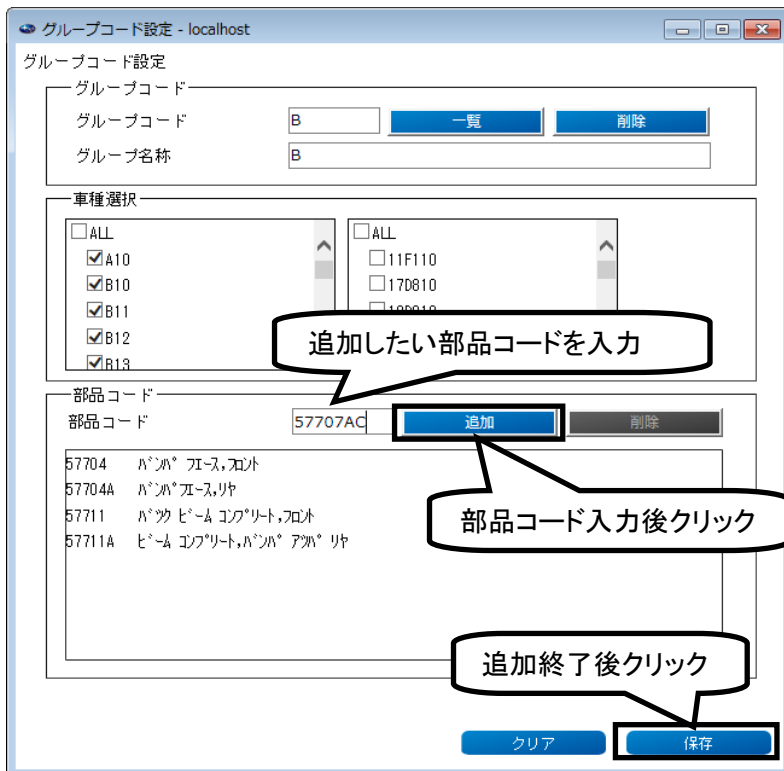 グループコード設定 - localhost
グループコード設定
グループコード
グループコード B 一覧 削除
グループ名称 B
車種選択
ALL
A10
B10
B11
B12
B13
ALL
11F110
17D810
追加したい部品コードを入力
部品コード
部品コード 57707AC 追加 削除
57704 ﾊﾞﾝﾊﾟ ﾌｴｰｽ,ﾌﾛﾝﾄ
57704A ﾊﾞﾝﾊﾟﾌｴｰｽ,ﾘﾔ
57711 ﾊﾞﾂｸ ﾋﾞｰﾑ ｺﾝﾌﾟﾘｰﾄ,ﾌﾛﾝﾄ
57711A ﾋﾞｰﾑ ｺﾝﾌﾟﾘｰﾄ,ﾊﾞﾝﾊﾟ ｱﾂﾊﾟ ﾘﾔ
部品コード入力後クリック
追加終了後クリック
クリア 保存